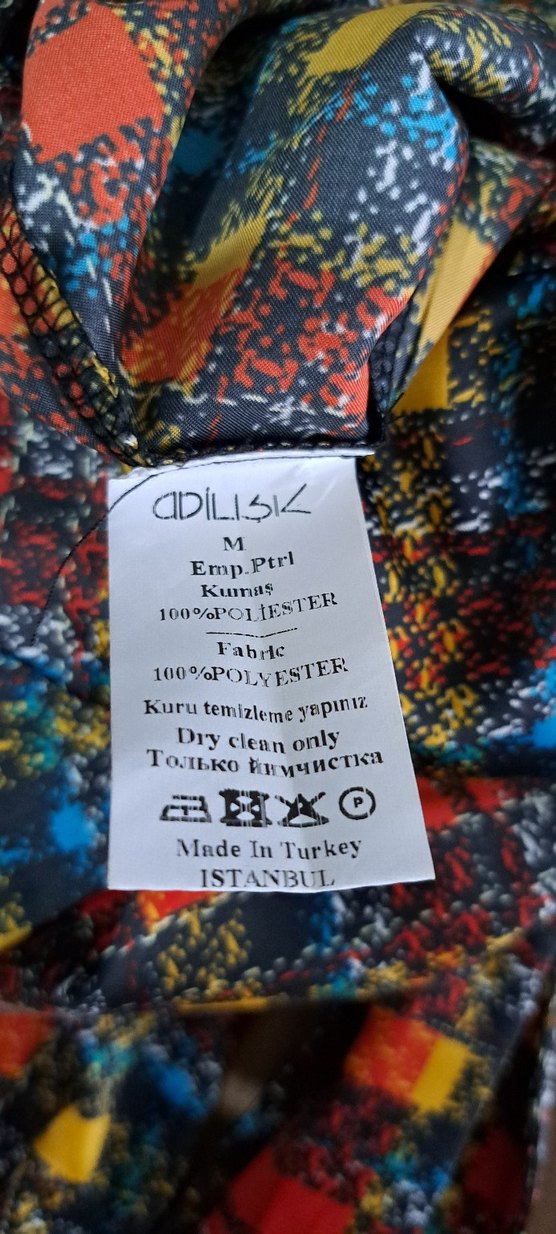 ADİLIŞIK
M
Emp.Ptrl
Kumaş
100%POLİESTER
Fabric
100%POLYESTER
Kuru temizleme yapınız
Dry clean only
Только Химчистка
P
Made In Turkey
ISTANBUL